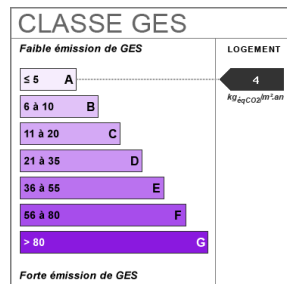 CLASSE GES
Faible émission de GES
LOGEMENT
≤ 5 A
4
kgéqCO2/m².an
6 à 10 B
11 à 20 C
21 à 35 D
36 à 55 E
56 à 80 F
> 80 G
Forte émission de GES